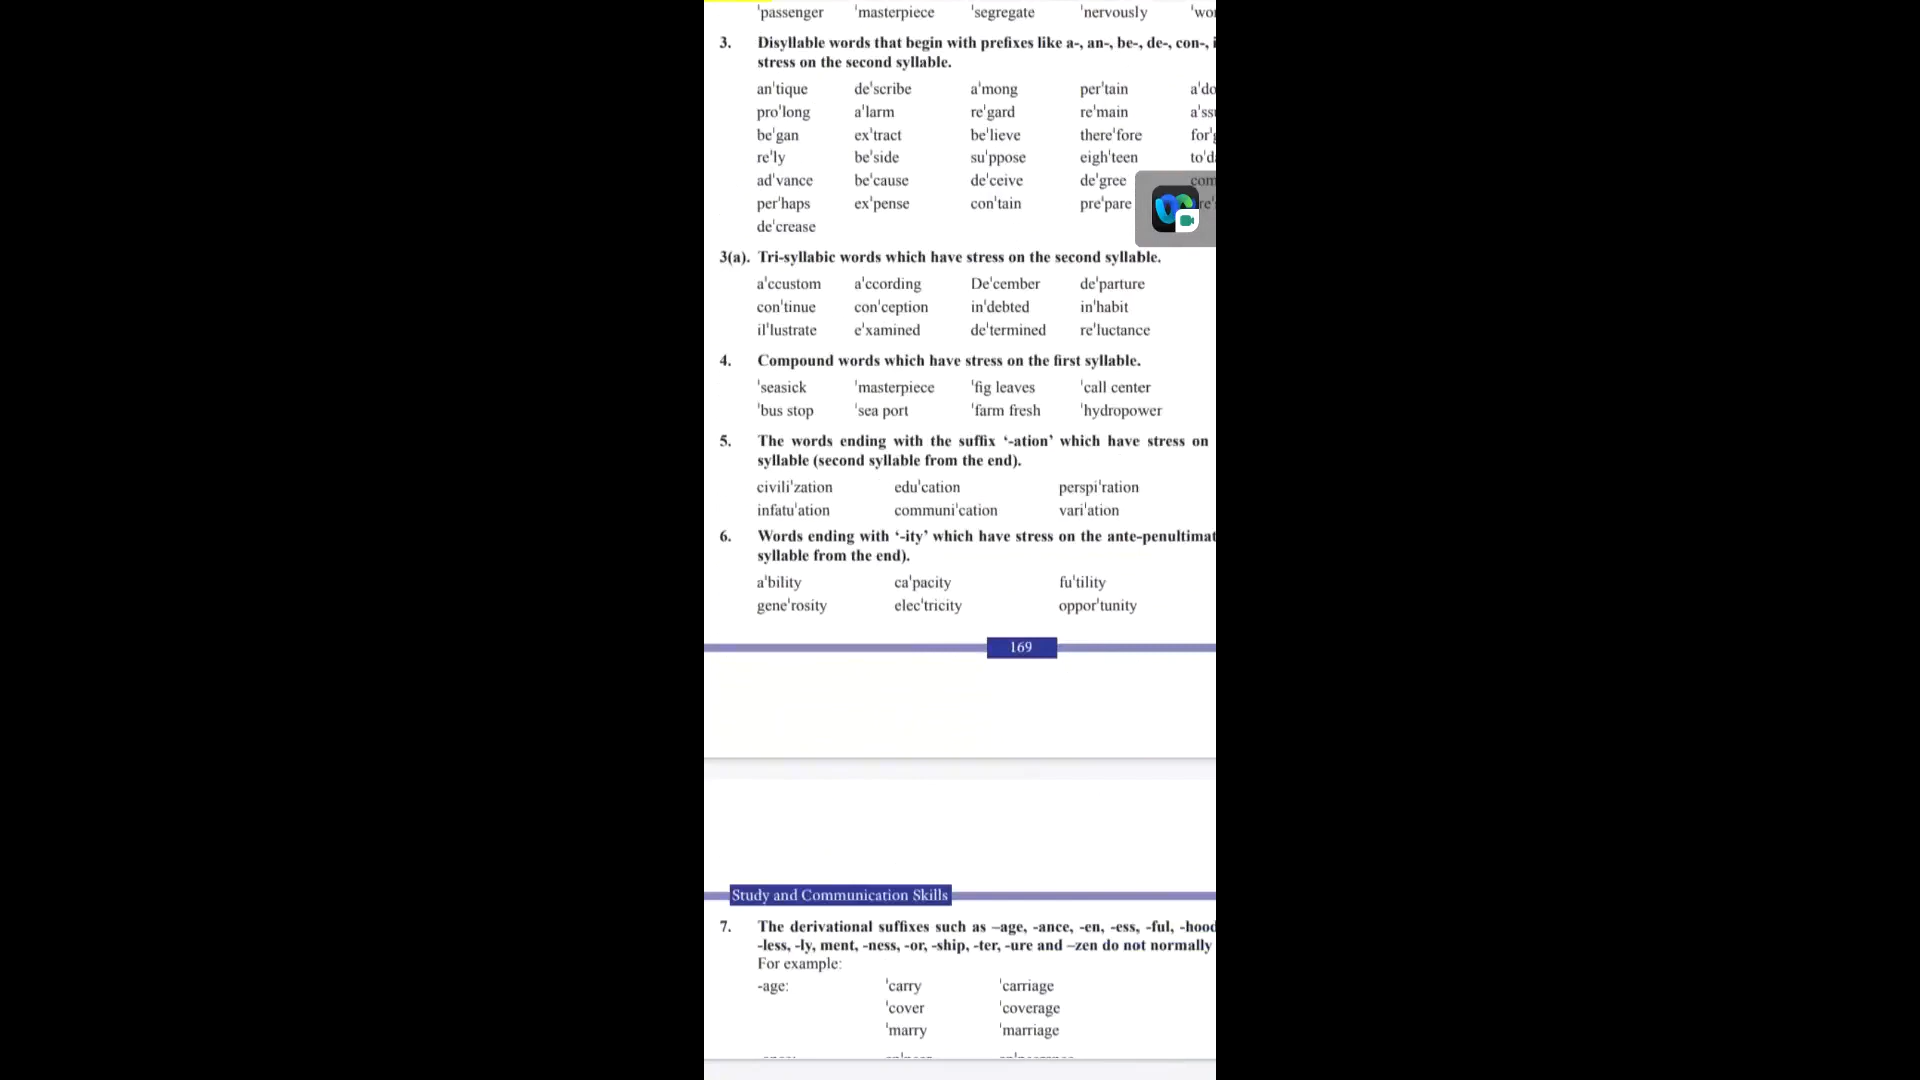 'passenger 'masterpiece 'segregate 'nervously
3. Disyllable words that begin with prefixes like a-, an-, be-, de-, con-,
stress on the second syllable.
an'tique de'scribe a'mong per'tain a'do
pro'long a'larm re'gard re'main a'ss
be'gan ex'tract be'lieve there'fore for'
re'ly be'side su'ppose eigh'teen to'd
ad'vance be'cause de'ceive de'gree com
per'haps ex'pense con'tain pre'pare re'
de'crease
3(a). Tri-syllabic words which have stress on the second syllable.
a'ccustom a'ccording De'cember de'parture
con'tinue con'ception in'debted in'habit
il'lustrate e'xamined de'termined re'luctance
4. Compound words which have stress on the first syllable.
'seasick 'masterpiece 'fig leaves 'call center
'bus stop 'sea port 'farm fresh 'hydropower
5. The words ending with the suffix ‘-ation’ which have stress on
syllable (second syllable from the end).
civili'zation edu'cation perspi'ration
infatu'ation communi'cation vari'ation
6. Words ending with ‘-ity’ which have stress on the ante-penultimat
syllable from the end).
a'bility ca'pacity fu'tility
gene'rosity elec'tricity oppor'tunity
169
Study and Communication Skills
7. The derivational suffixes such as –age, -ance, -en, -ess, -ful, -hood
-less, -ly, ment, -ness, -or, -ship, -ter, -ure and –zen do not normally
For example:
-age: 'carry 'carriage
'cover 'coverage
'marry 'marriage